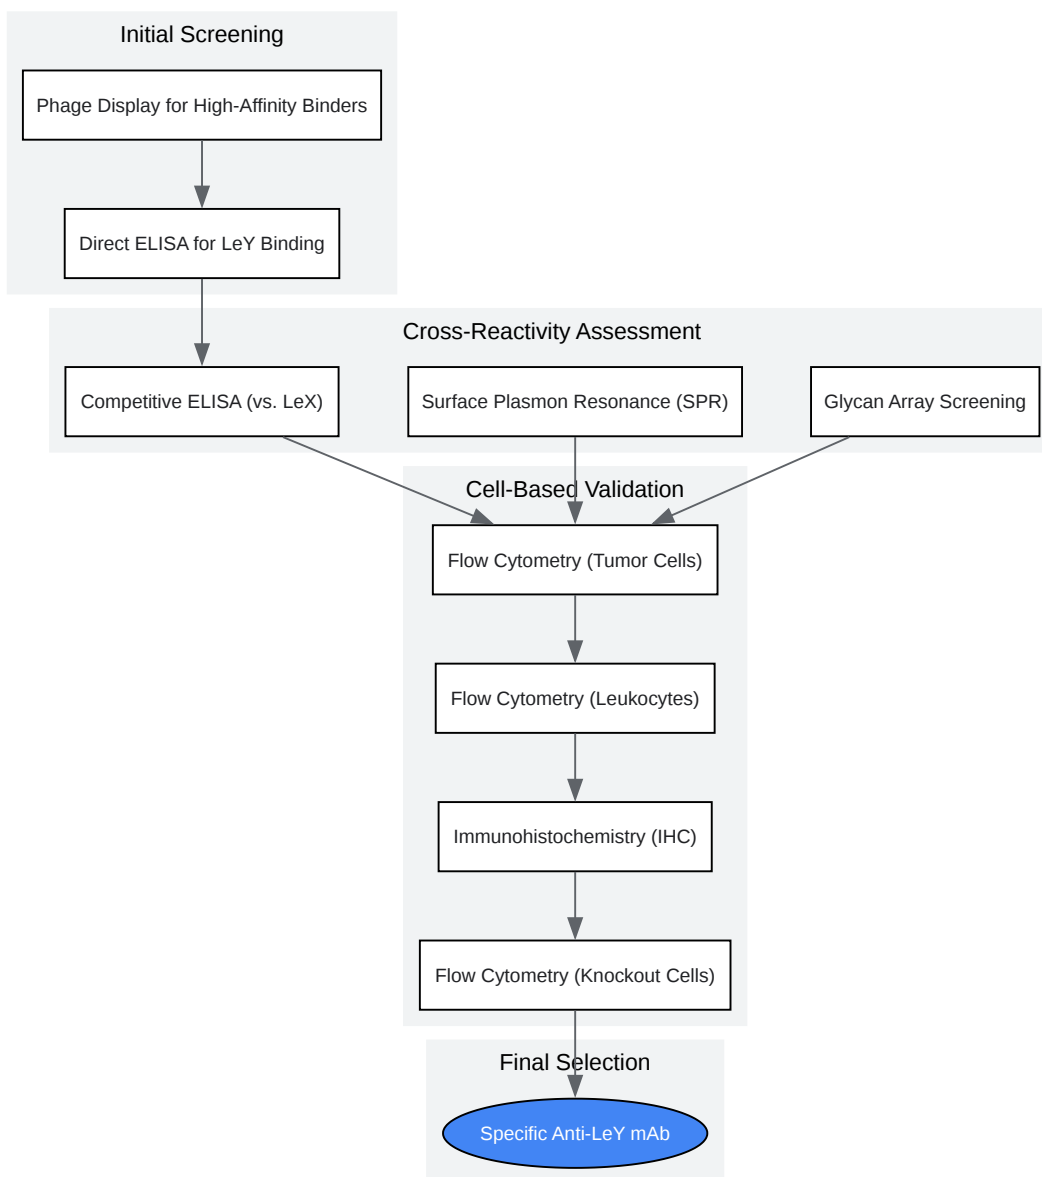 Initial Screening
Phage Display for High-Affinity Binders
Direct ELISA for LeY Binding
Cross-Reactivity Assessment
Competitive ELISA (vs. LeX)
Surface Plasmon Resonance (SPR)
Glycan Array Screening
Cell-Based Validation
Flow Cytometry (Tumor Cells)
Flow Cytometry (Leukocytes)
Immunohistochemistry (IHC)
Flow Cytometry (Knockout Cells)
Final Selection
Specific Anti-LeY mAb